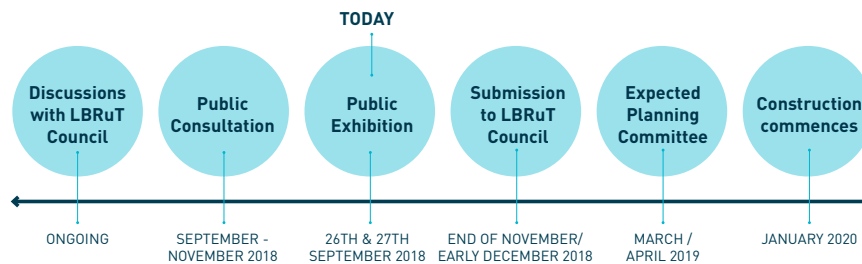 TODAY
Discussions
with LBRuT
Council
Public
Consultation
Public
Exhibition
Submission
to LBRuT
Council
Expected
Planning
Committee
Construction
commences
ONGOING
SEPTEMBER -
NOVEMBER 2018
26TH & 27TH
SEPTEMBER 2018
END OF NOVEMBER/
EARLY DECEMBER 2018
MARCH /
APRIL 2019
JANUARY 2020